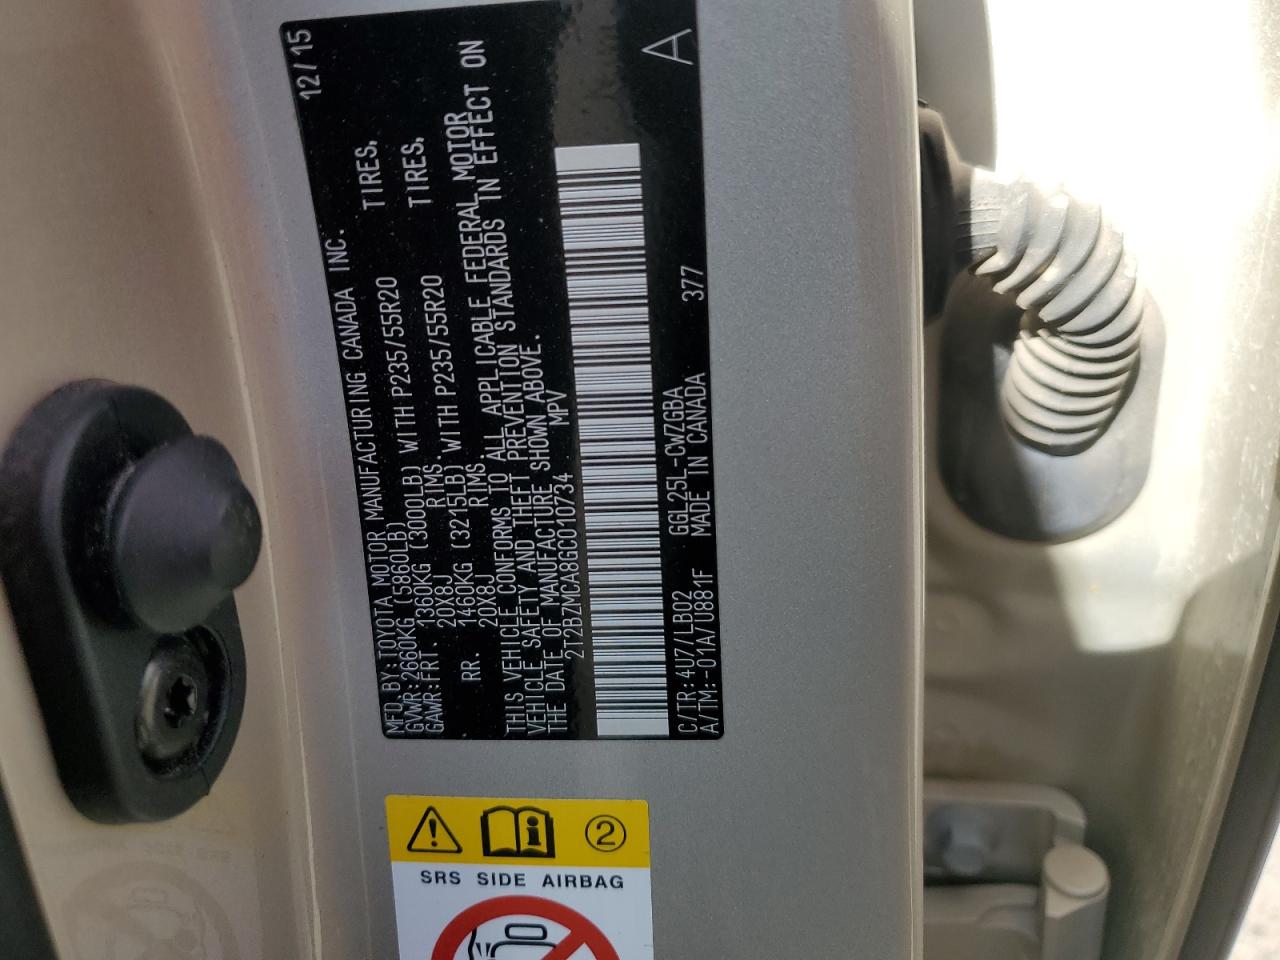 MFD.BY:TOYOTA MOTOR MANUFACTURING CANADA INC. 12/15
GVWR:2660KG (5860LB)
GAWR:FRT. 1360KG (3000LB) WITH P235/55R20 TIRES,
20X8J RIMS
RR. 1460KG (3215LB) WITH P235/55R20 TIRES,
20X8J RIMS
THIS VEHICLE CONFORMS TO ALL APPLICABLE FEDERAL MOTOR
VEHICLE SAFETY AND THEFT PREVENTION STANDARDS IN EFFECT ON
THE DATE OF MANUFACTURE SHOWN ABOVE.
2T2BZMCA8GC010734 MPV
C/TR:4U7/LB02 GGL25L-CWZGBA 377 A
A/TM:-01A/U881F MADE IN CANADA
2
SRS SIDE AIRBAG